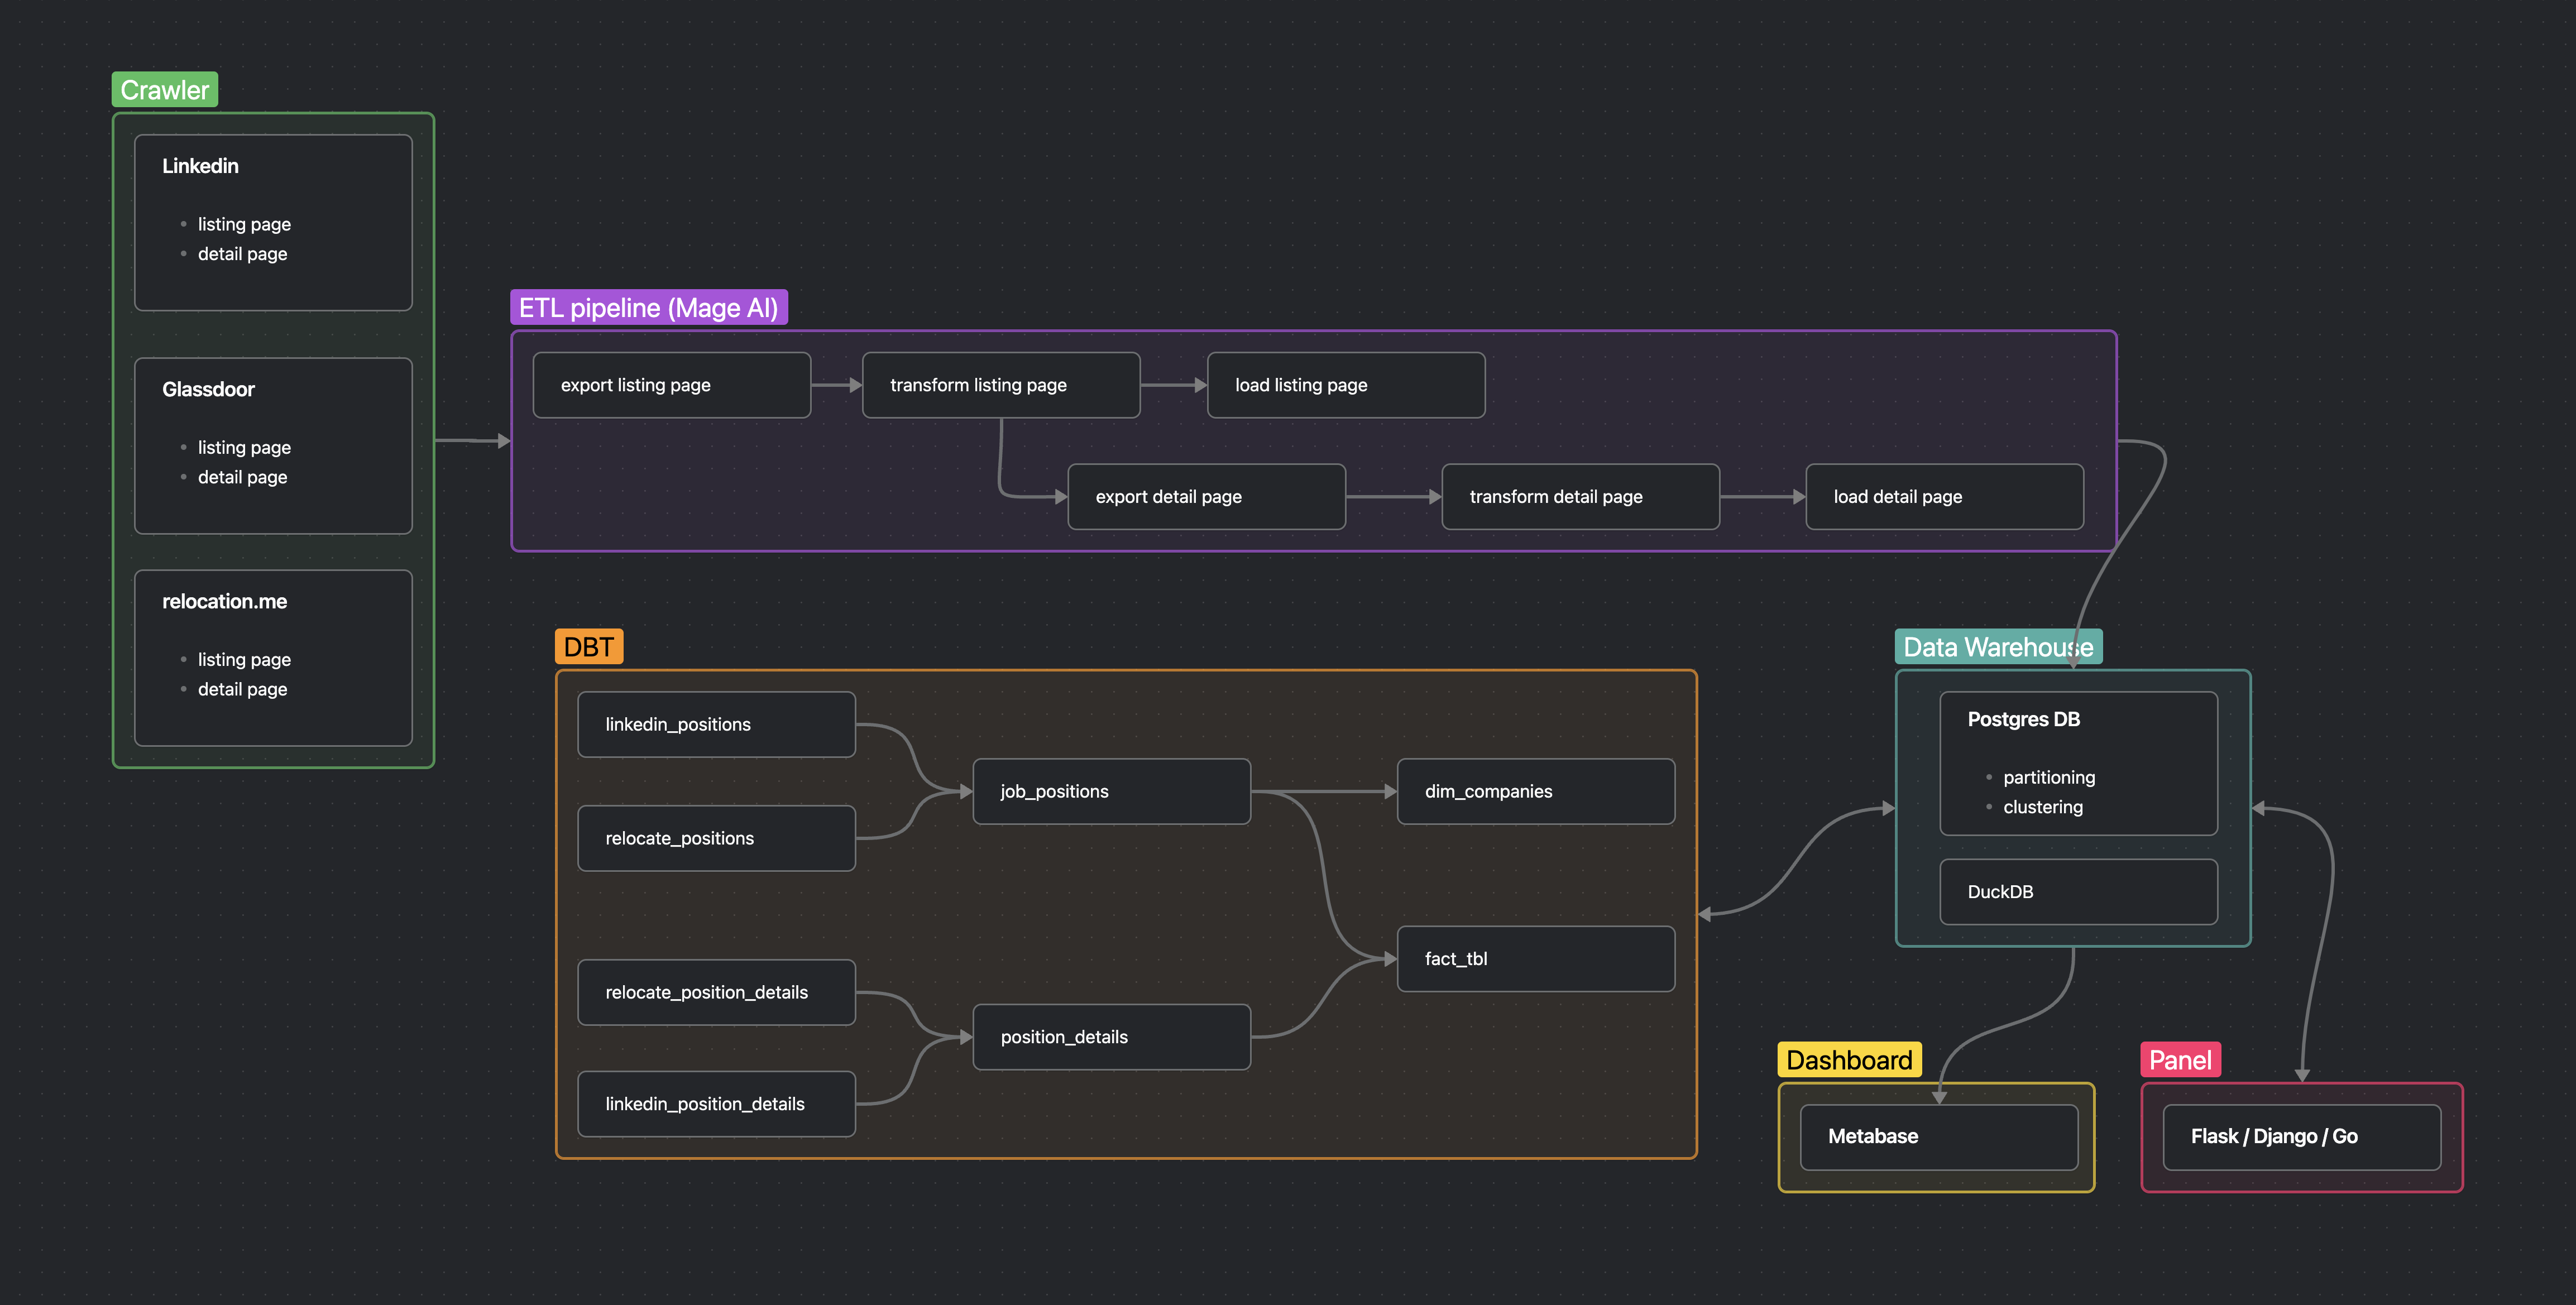 Crawler
Linkedin
listing page
detail page
Glassdoor
listing page
detail page
relocation.me
listing page
detail page
ETL pipeline (Mage AI)
export listing page
transform listing page
load listing page
export detail page
transform detail page
load detail page
DBT
linkedin_positions
relocate_positions
job_positions
dim_companies
relocate_position_details
linkedin_position_details
position_details
fact_tbl
Data Warehouse
Postgres DB
partitioning
clustering
DuckDB
Dashboard
Metabase
Panel
Flask / Django / Go